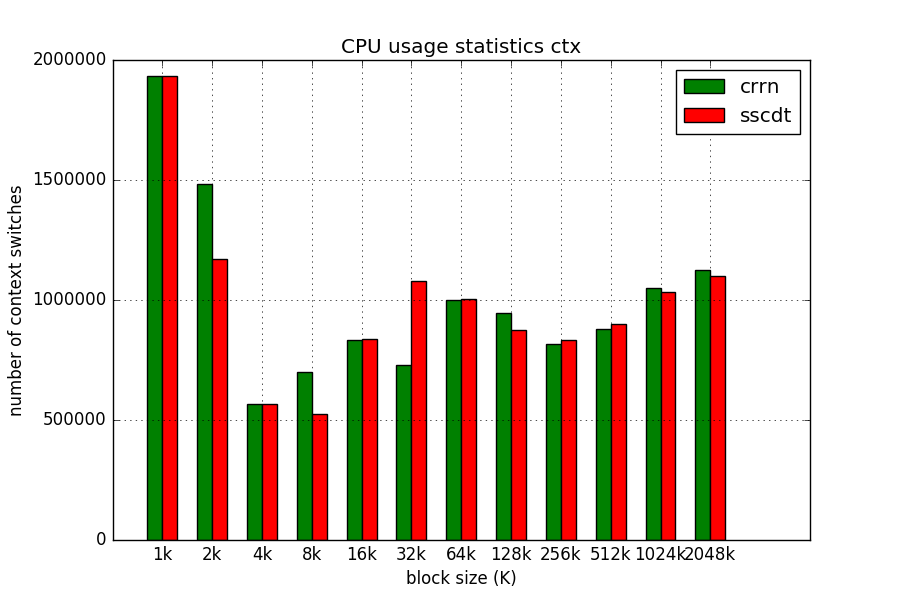 CPU usage statistics ctx
2000000
1500000
1000000
500000
0
number of context switches
crrn
sscdt
1k 2k 4k 8k 16k 32k 64k 128k 256k 512k 1024k 2048k
block size (K)